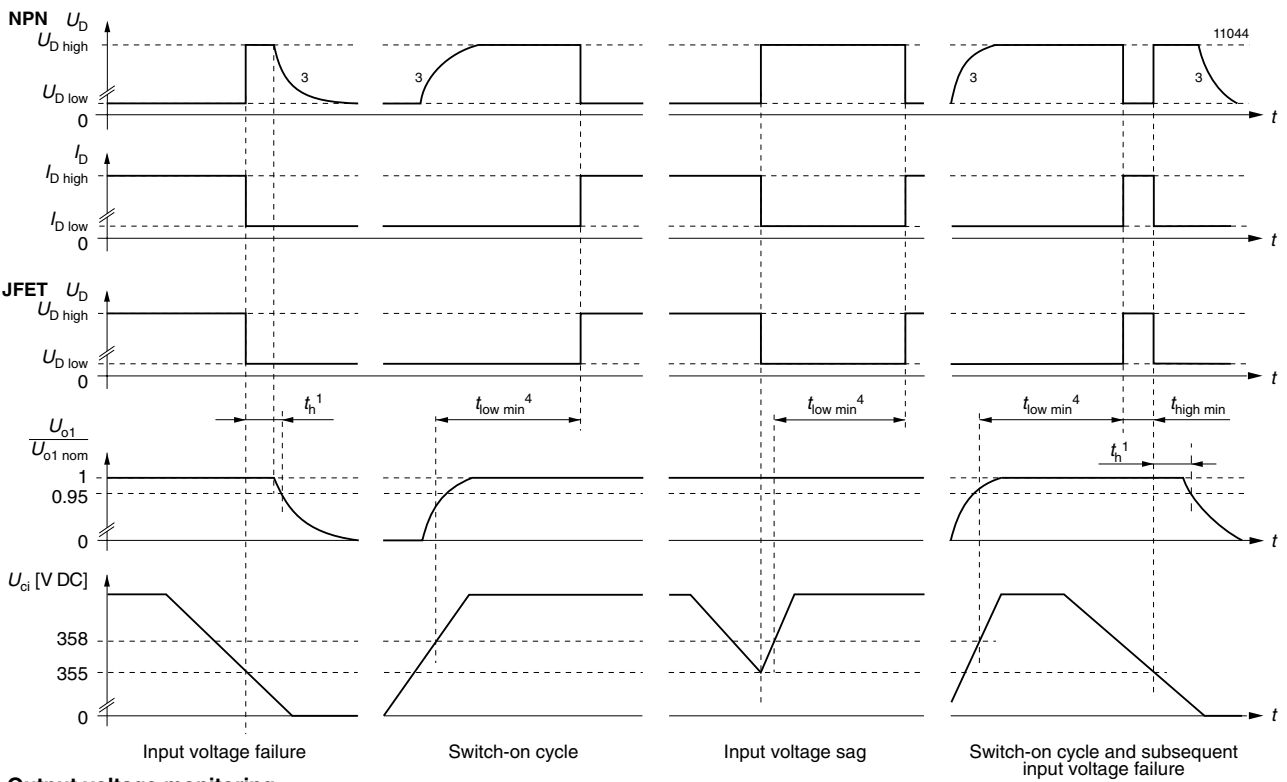 NPN U_D
U_D high
11044
3
3
3
3
U_D low
0
t
I_D
I_D high
I_D low
0
t
JFET U_D
U_D high
U_D low
0
t
t_h^1
t_low min^4
t_low min^4
t_low min^4
t_high min
U_o1
U_o1 nom
t_h^1
1
0.95
0
t
U_ci [V DC]
358
355
0
t
Input voltage failure
Switch-on cycle
Input voltage sag
Switch-on cycle and subsequent
input voltage failure
Output voltage monitoring